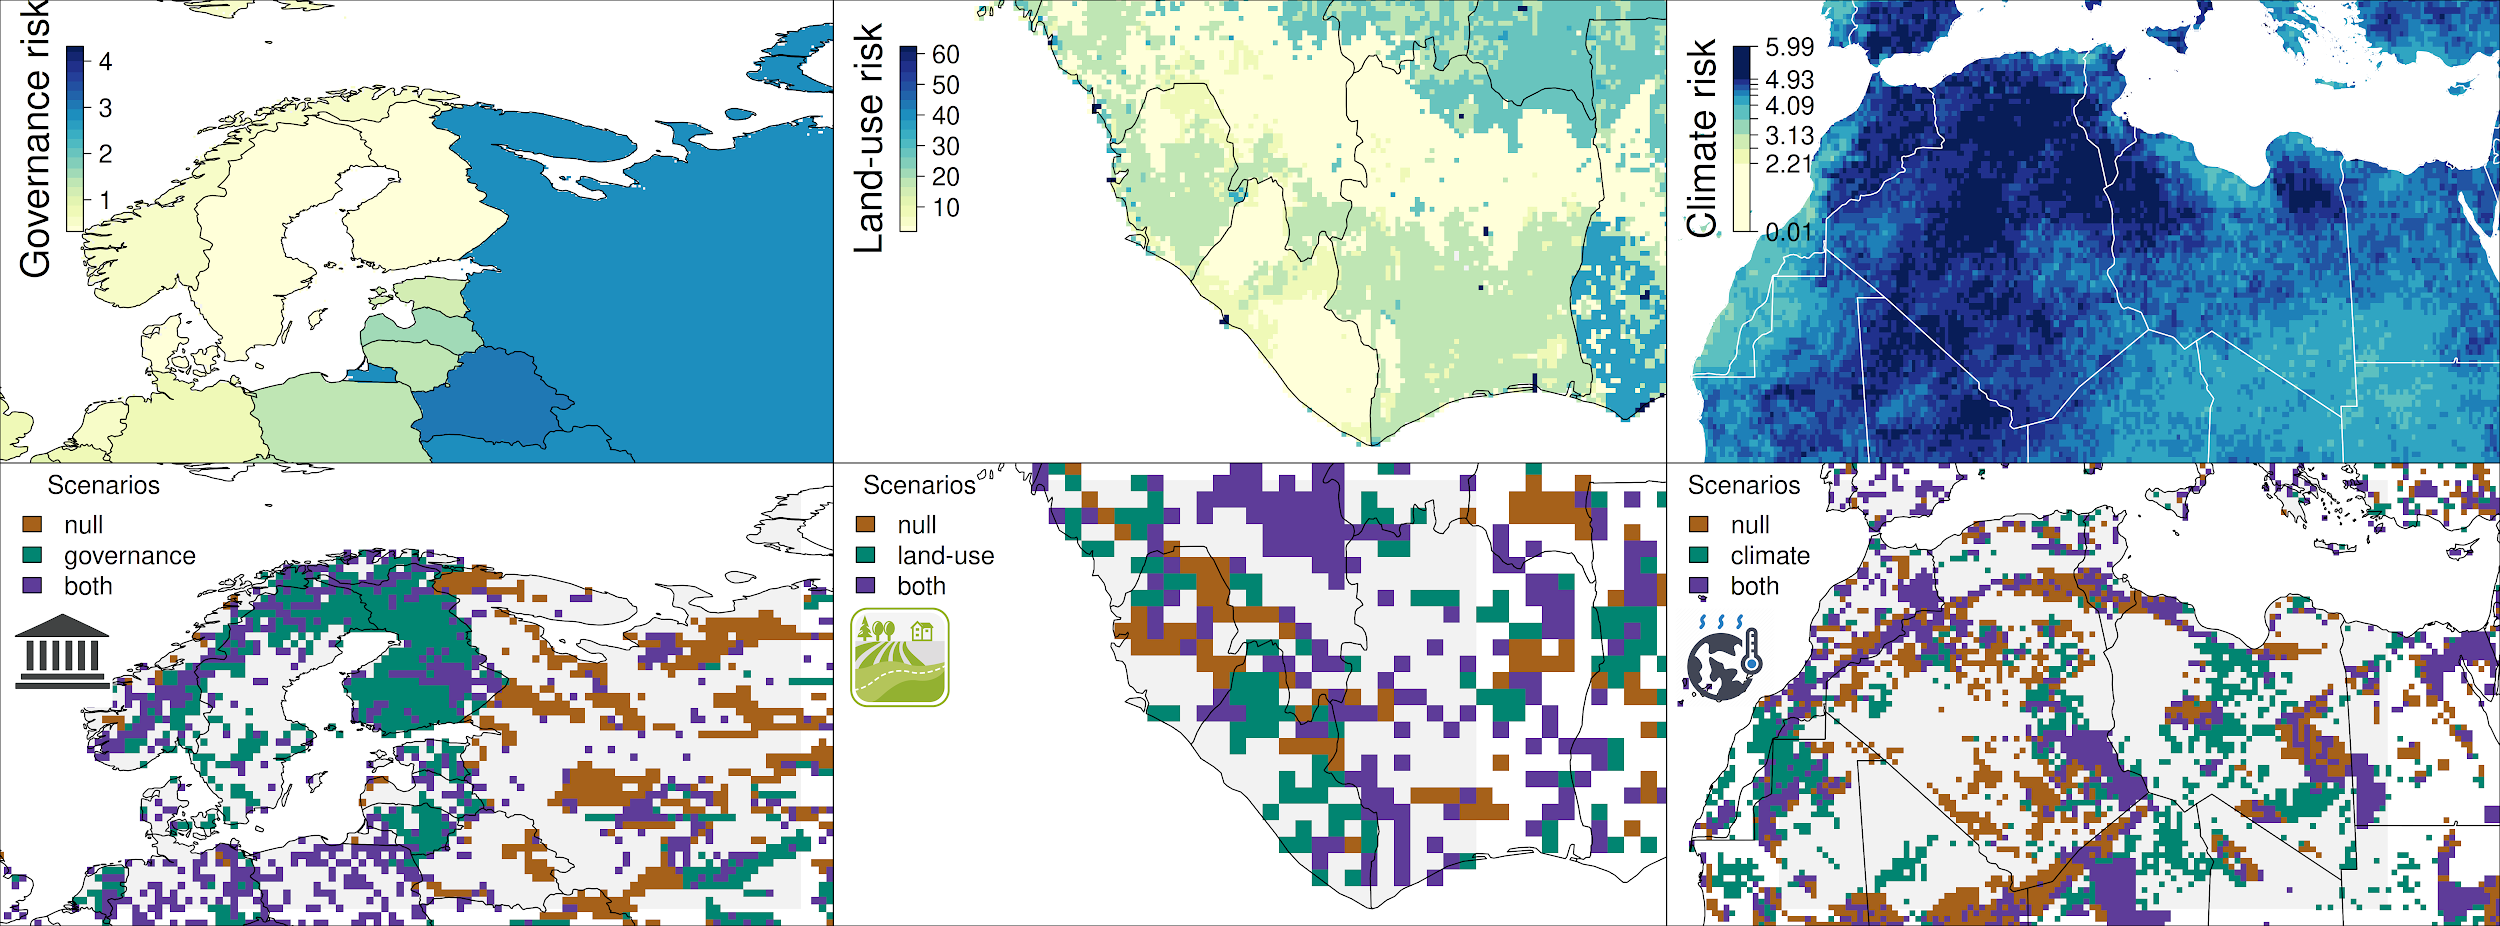 Governance risk
4
3
2
1
Land-use risk
60
50
40
30
20
10
Climate risk
5.99
4.93
4.09
3.13
2.21
0.01
Scenarios
null
governance
both
Scenarios
null
land-use
both
Scenarios
null
climate
both